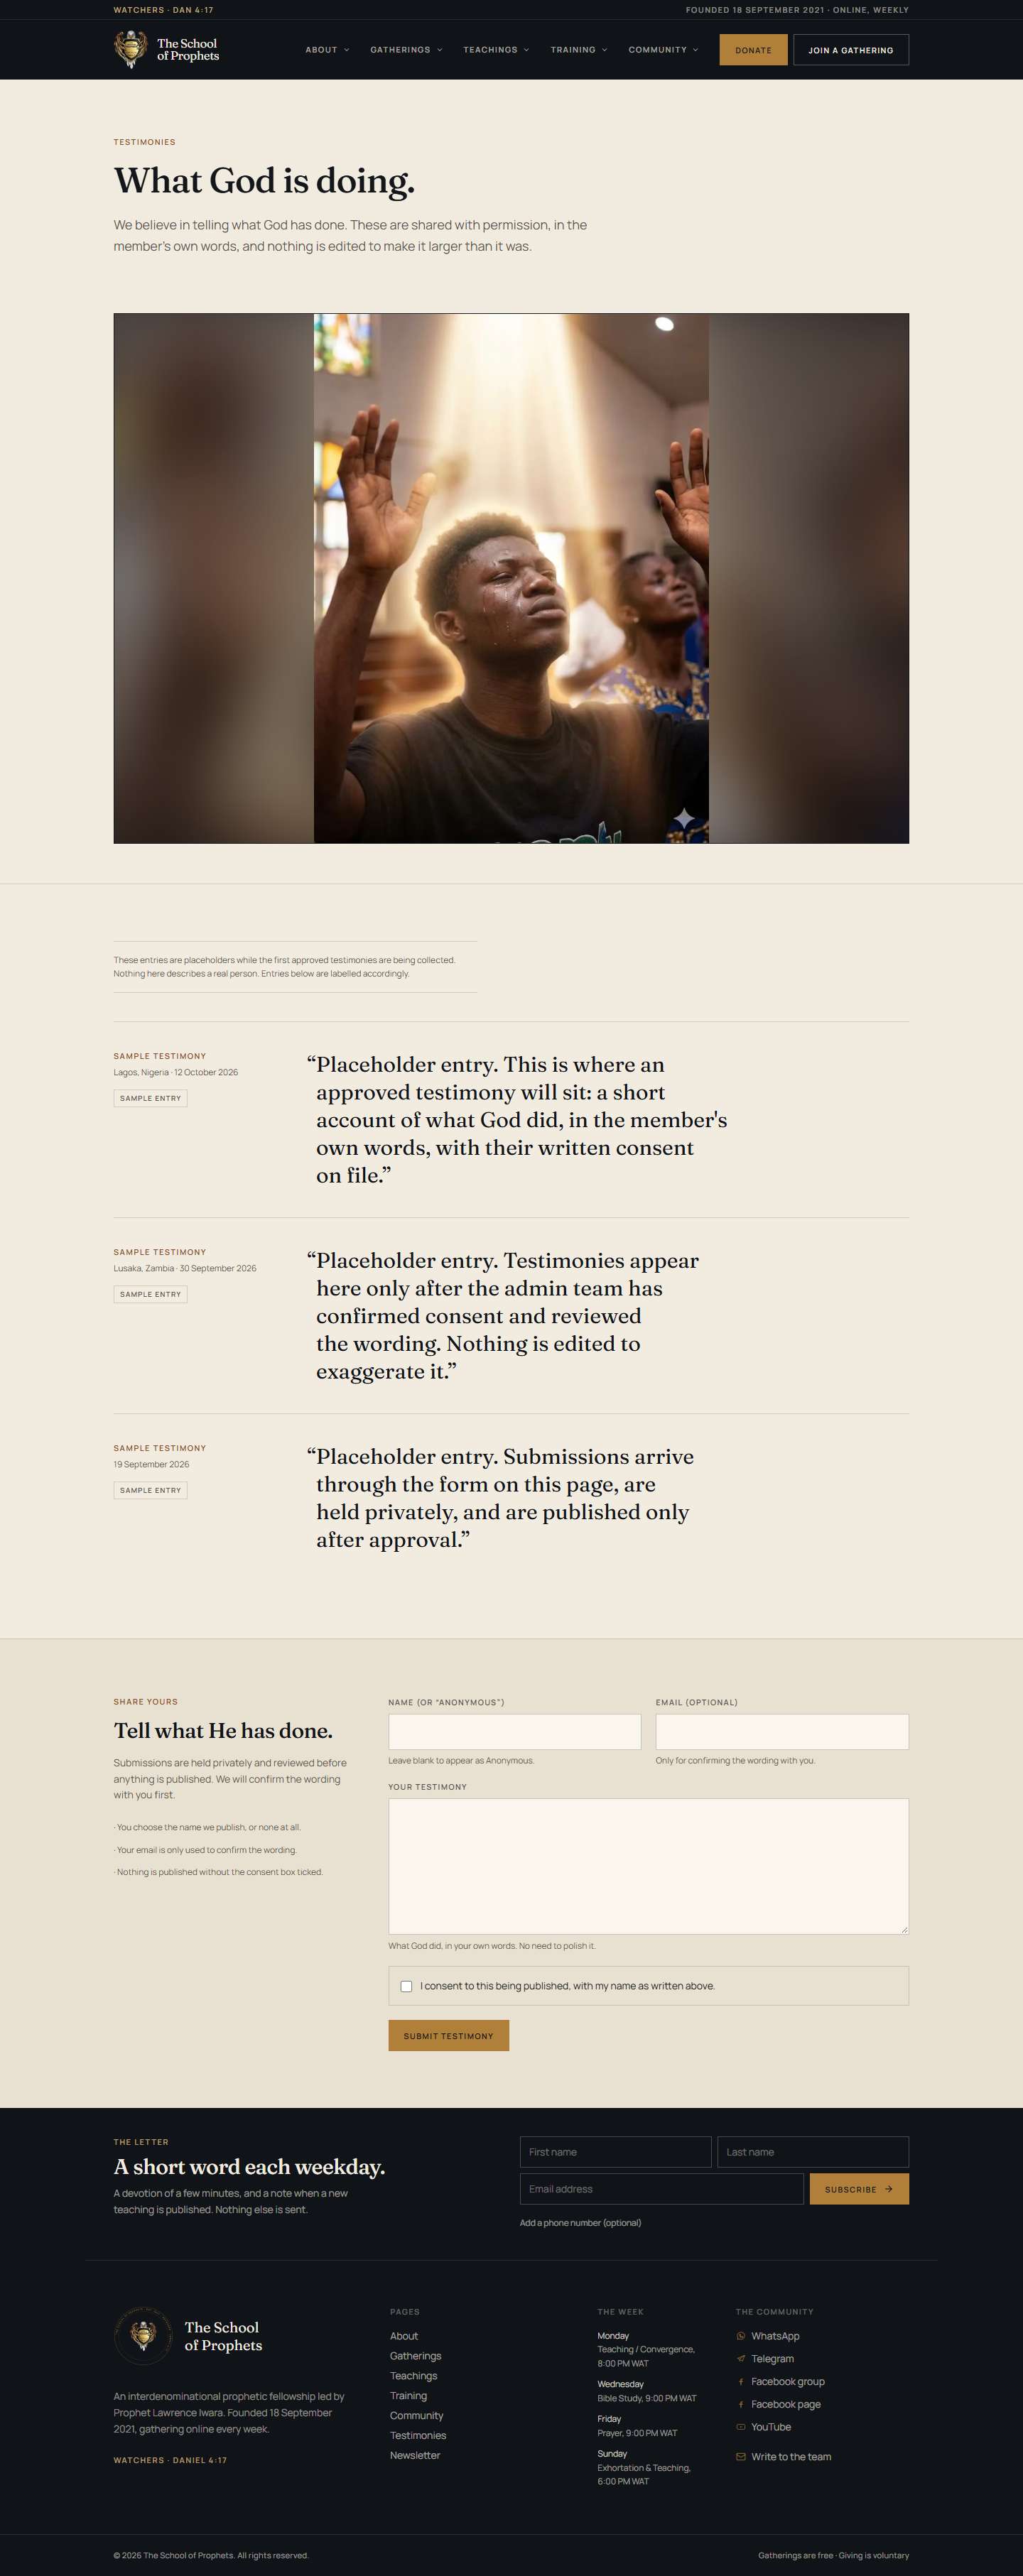 WATCHERS · DAN 4:17
FOUNDED 18 SEPTEMBER 2021 · ONLINE, WEEKLY
The School
of Prophets
ABOUT
GATHERINGS
TEACHINGS
TRAINING
COMMUNITY
DONATE
JOIN A GATHERING
TESTIMONIES
What God is doing.
We believe in telling what God has done. These are shared with permission, in the
member's own words, and nothing is edited to make it larger than it was.
These entries are placeholders while the first approved testimonies are being collected.
Nothing here describes a real person. Entries below are labelled accordingly.
SAMPLE TESTIMONY
Lagos, Nigeria · 12 October 2026
SAMPLE ENTRY
“Placeholder entry. This is where an
approved testimony will sit: a short
account of what God did, in the member's
own words, with their written consent
on file.”
SAMPLE TESTIMONY
Lusaka, Zambia · 30 September 2026
SAMPLE ENTRY
“Placeholder entry. Testimonies appear
here only after the admin team has
confirmed consent and reviewed
the wording. Nothing is edited to
exaggerate it.”
SAMPLE TESTIMONY
19 September 2026
SAMPLE ENTRY
“Placeholder entry. Submissions arrive
through the form on this page, are
held privately, and are published only
after approval.”
SHARE YOURS
Tell what He has done.
Submissions are held privately and reviewed before
anything is published. We will confirm the wording
with you first.
· You choose the name we publish, or none at all.
· Your email is only used to confirm the wording.
· Nothing is published without the consent box ticked.
NAME (OR “ANONYMOUS”)
Leave blank to appear as Anonymous.
EMAIL (OPTIONAL)
Only for confirming the wording with you.
YOUR TESTIMONY
What God did, in your own words. No need to polish it.
I consent to this being published, with my name as written above.
SUBMIT TESTIMONY
THE LETTER
A short word each weekday.
A devotion of a few minutes, and a note when a new
teaching is published. Nothing else is sent.
First name
Last name
Email address
SUBSCRIBE
Add a phone number (optional)
The School
of Prophets
An interdenominational prophetic fellowship led by
Prophet Lawrence Iwara. Founded 18 September
2021, gathering online every week.
WATCHERS · DANIEL 4:17
PAGES
About
Gatherings
Teachings
Training
Community
Testimonies
Newsletter
THE WEEK
Monday
Teaching / Convergence,
8:00 PM WAT
Wednesday
Bible Study, 9:00 PM WAT
Friday
Prayer, 9:00 PM WAT
Sunday
Exhortation & Teaching,
6:00 PM WAT
THE COMMUNITY
WhatsApp
Telegram
Facebook group
Facebook page
YouTube
Write to the team
© 2026 The School of Prophets. All rights reserved.
Gatherings are free · Giving is voluntary